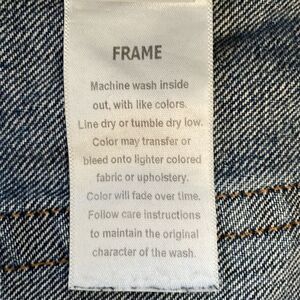 FRAME
Machine wash inside
out, with like colors.
Line dry or tumble dry low.
Color may transfer or
bleed onto lighter colored
fabric or upholstery.
Color will fade over time.
Follow care instructions
to maintain the original
character of the wash.